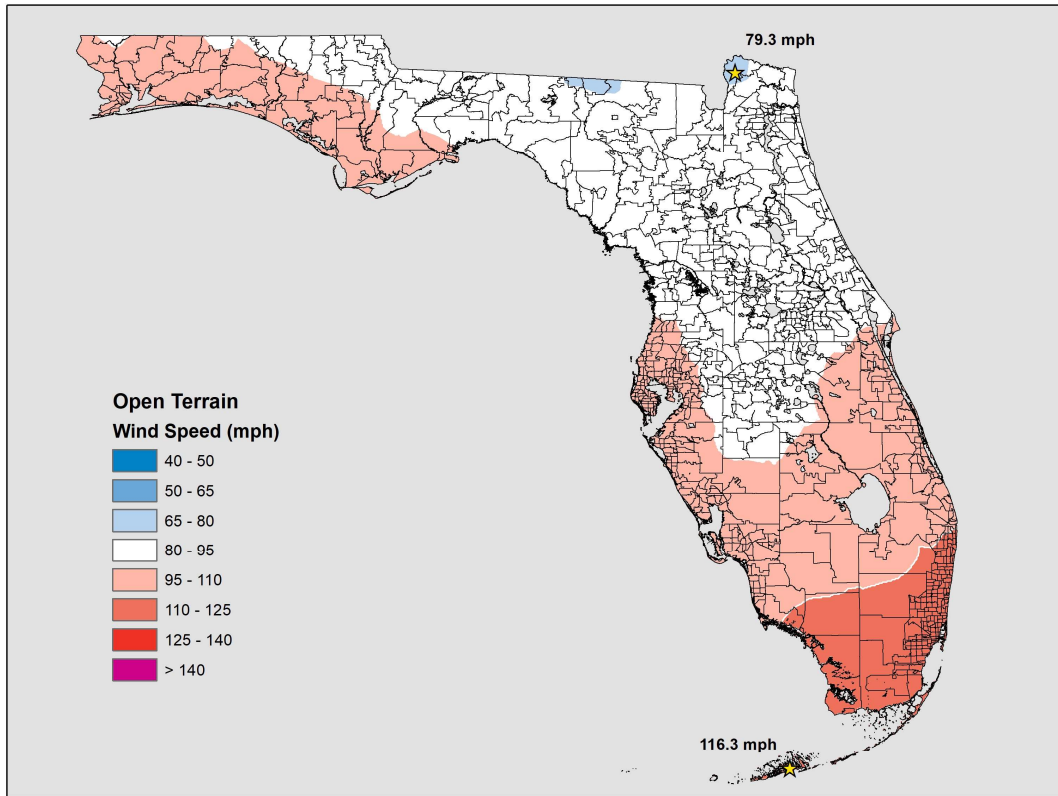 79.3 mph
Open Terrain
Wind Speed (mph)
40 - 50
50 - 65
65 - 80
80 - 95
95 - 110
110 - 125
125 - 140
> 140
116.3 mph